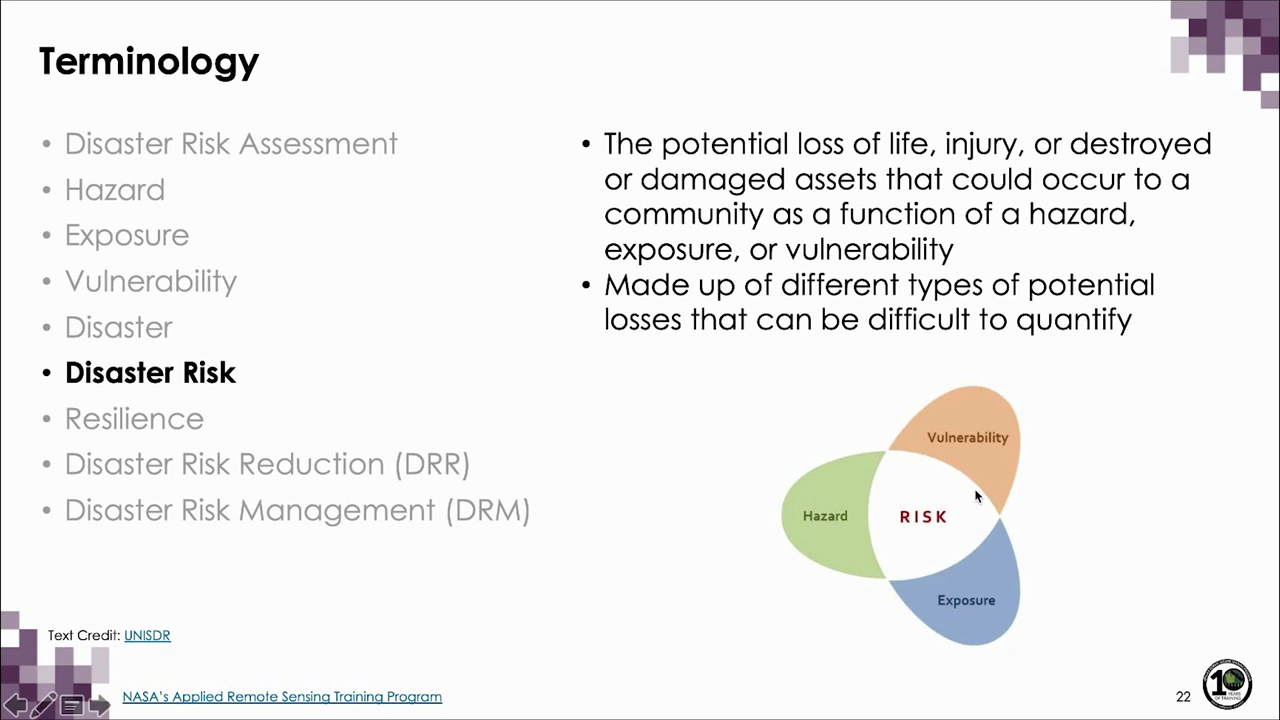 Terminology
• Disaster Risk Assessment
• Hazard
• Exposure
• Vulnerability
• Disaster
• Disaster Risk
• Resilience
• Disaster Risk Reduction (DRR)
• Disaster Risk Management (DRM)
• The potential loss of life, injury, or destroyed
or damaged assets that could occur to a
community as a function of a hazard,
exposure, or vulnerability
• Made up of different types of potential
losses that can be difficult to quantify
Vulnerability
Hazard
RISK
Exposure
Text Credit: UNISDR
NASA's Applied Remote Sensing Training Program
22